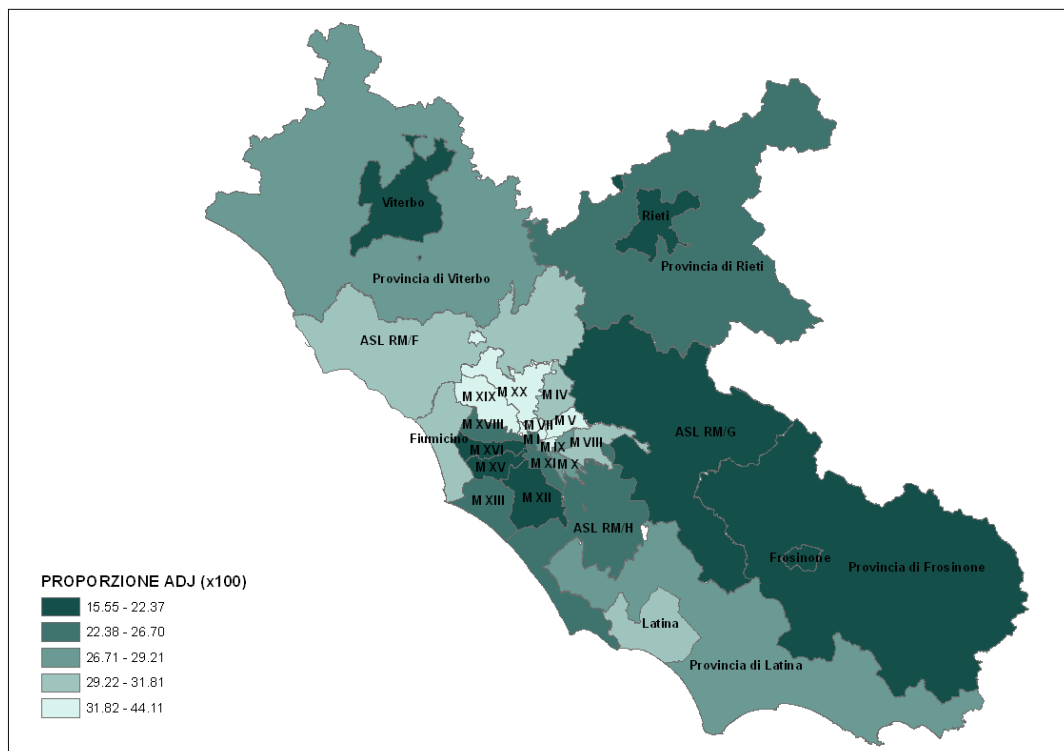 Viterbo
Rieti
Provincia di Rieti
Provincia di Viterbo
ASL RM/F
M XX
M XIX
M IV
M V
M VII
M XVIII
Fiumicino
M I
M IX
M VIII
ASL RM/G
M XVI
M XI
M X
M XV
M XIII
M XII
ASL RM/H
Frosinone
Provincia di Frosinone
Latina
Provincia di Latina
PROPORZIONE ADJ (x100)
15.55 - 22.37
22.38 - 26.70
26.71 - 29.21
29.22 - 31.81
31.82 - 44.11